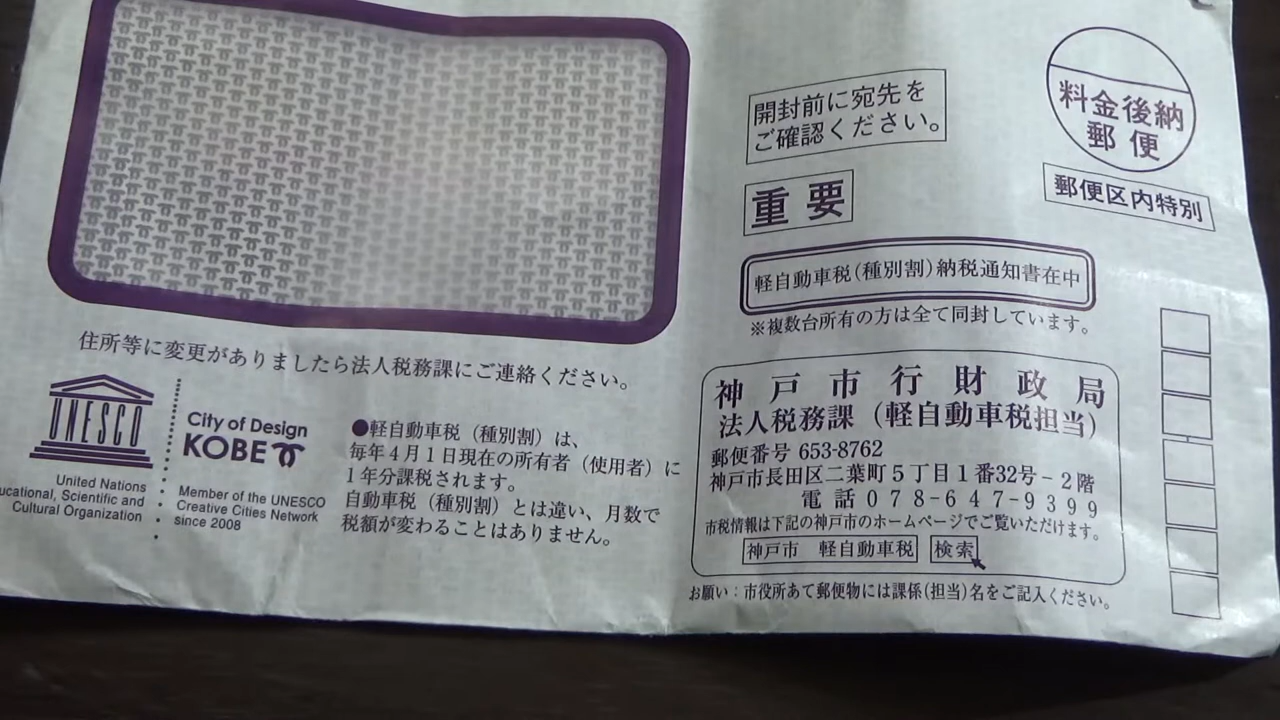 開封前に宛先を
ご確認ください。
料金後納
郵便
郵便区内特別
重要
軽自動車税(種別割)納税通知書在中
※複数台所有の方は全て同封しています。
住所等に変更がありましたら法人税務課にご連絡ください。
UNESCO
United Nations
ucational, Scientific and
Cultural Organization
City of Design
KOBE
Member of the UNESCO
Creative Cities Network
since 2008
●軽自動車税（種別割）は、
毎年４月１日現在の所有者（使用者）に
１年分課税されます。
自動車税（種別割）とは違い、月数で
税額が変わることはありません。
神戸市行財政局
法人税務課（軽自動車税担当）
郵便番号 653-8762
神戸市長田区二葉町５丁目１番32号－２階
電話０７８-６４７-９３９９
市税情報は下記の神戸市のホームページでご覧いただけます。
神戸市　軽自動車税　検索
お願い：市役所あて郵便物には課係(担当)名をご記入ください。